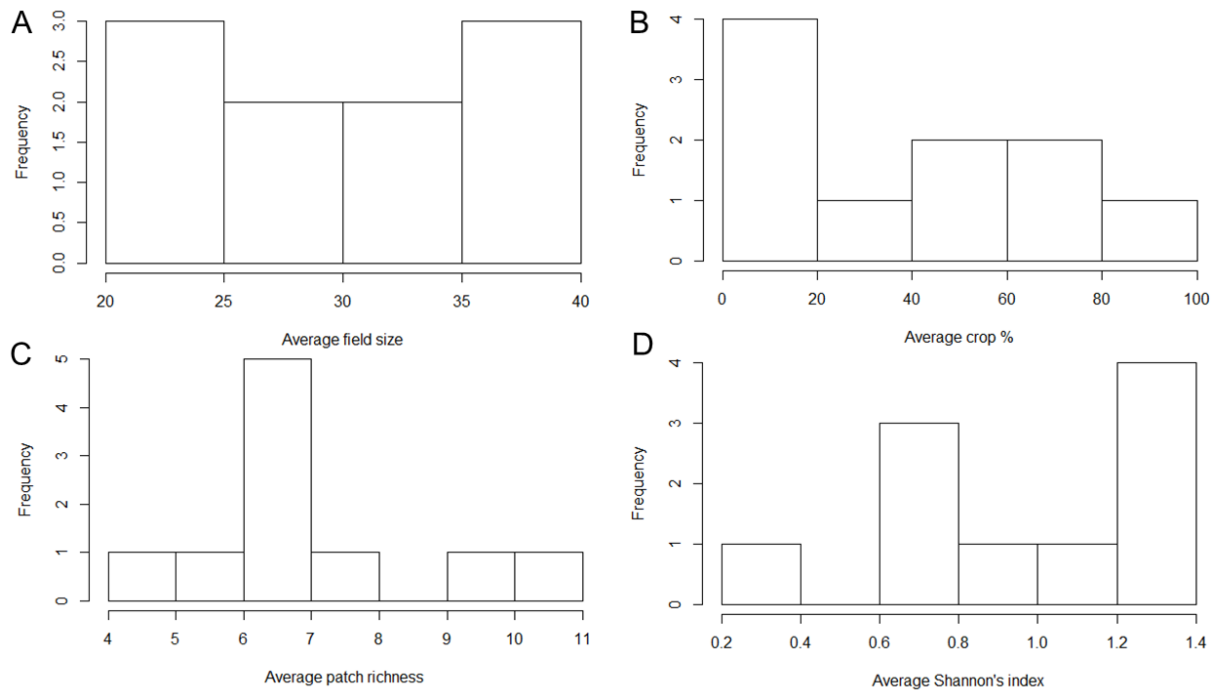 A
Frequency
3.0
2.5
2.0
1.5
1.0
0.5
0.0
20 25 30 35 40
Average field size
B
Frequency
4
3
2
1
0
0 20 40 60 80 100
Average crop %
C
Frequency
5
4
3
2
1
0
4 5 6 7 8 9 10 11
Average patch richness
D
Frequency
4
3
2
1
0
0.2 0.4 0.6 0.8 1.0 1.2 1.4
Average Shannon's index